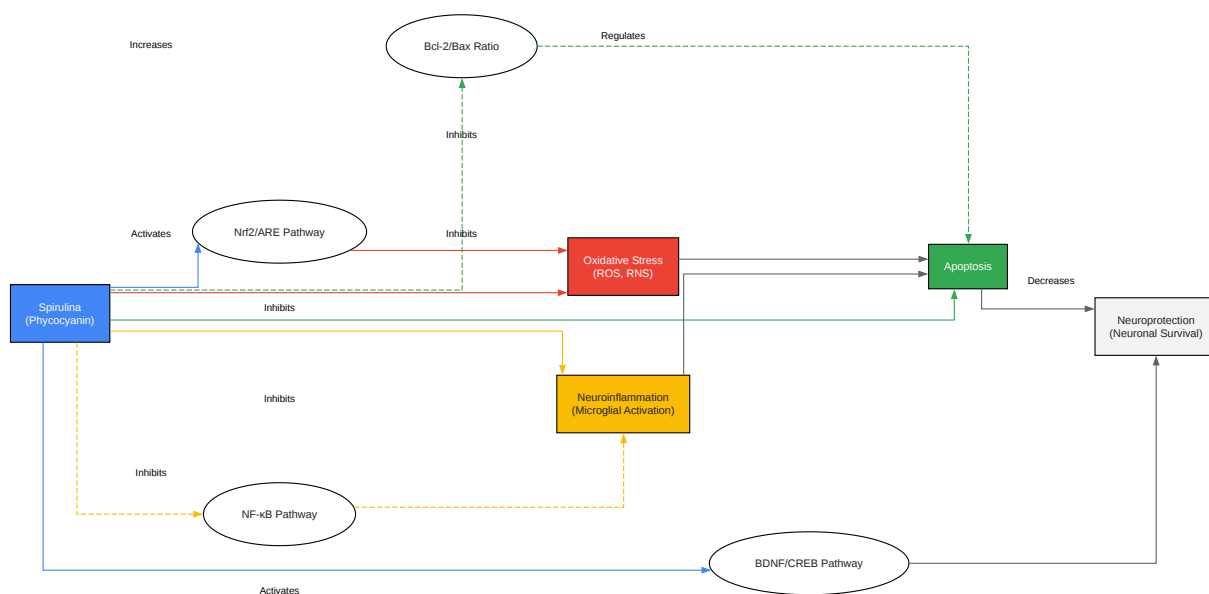 Increases
Bcl-2/Bax Ratio
Regulates
Inhibits
Activates
Nrf2/ARE Pathway
Inhibits
Oxidative Stress
(ROS, RNS)
Apoptosis
Decreases
Spirulina
(Phycocyanin)
Inhibits
Neuroprotection
(Neuronal Survival)
Inhibits
Neuroinflammation
(Microglial Activation)
Inhibits
NF-κB Pathway
BDNF/CREB Pathway
Activates